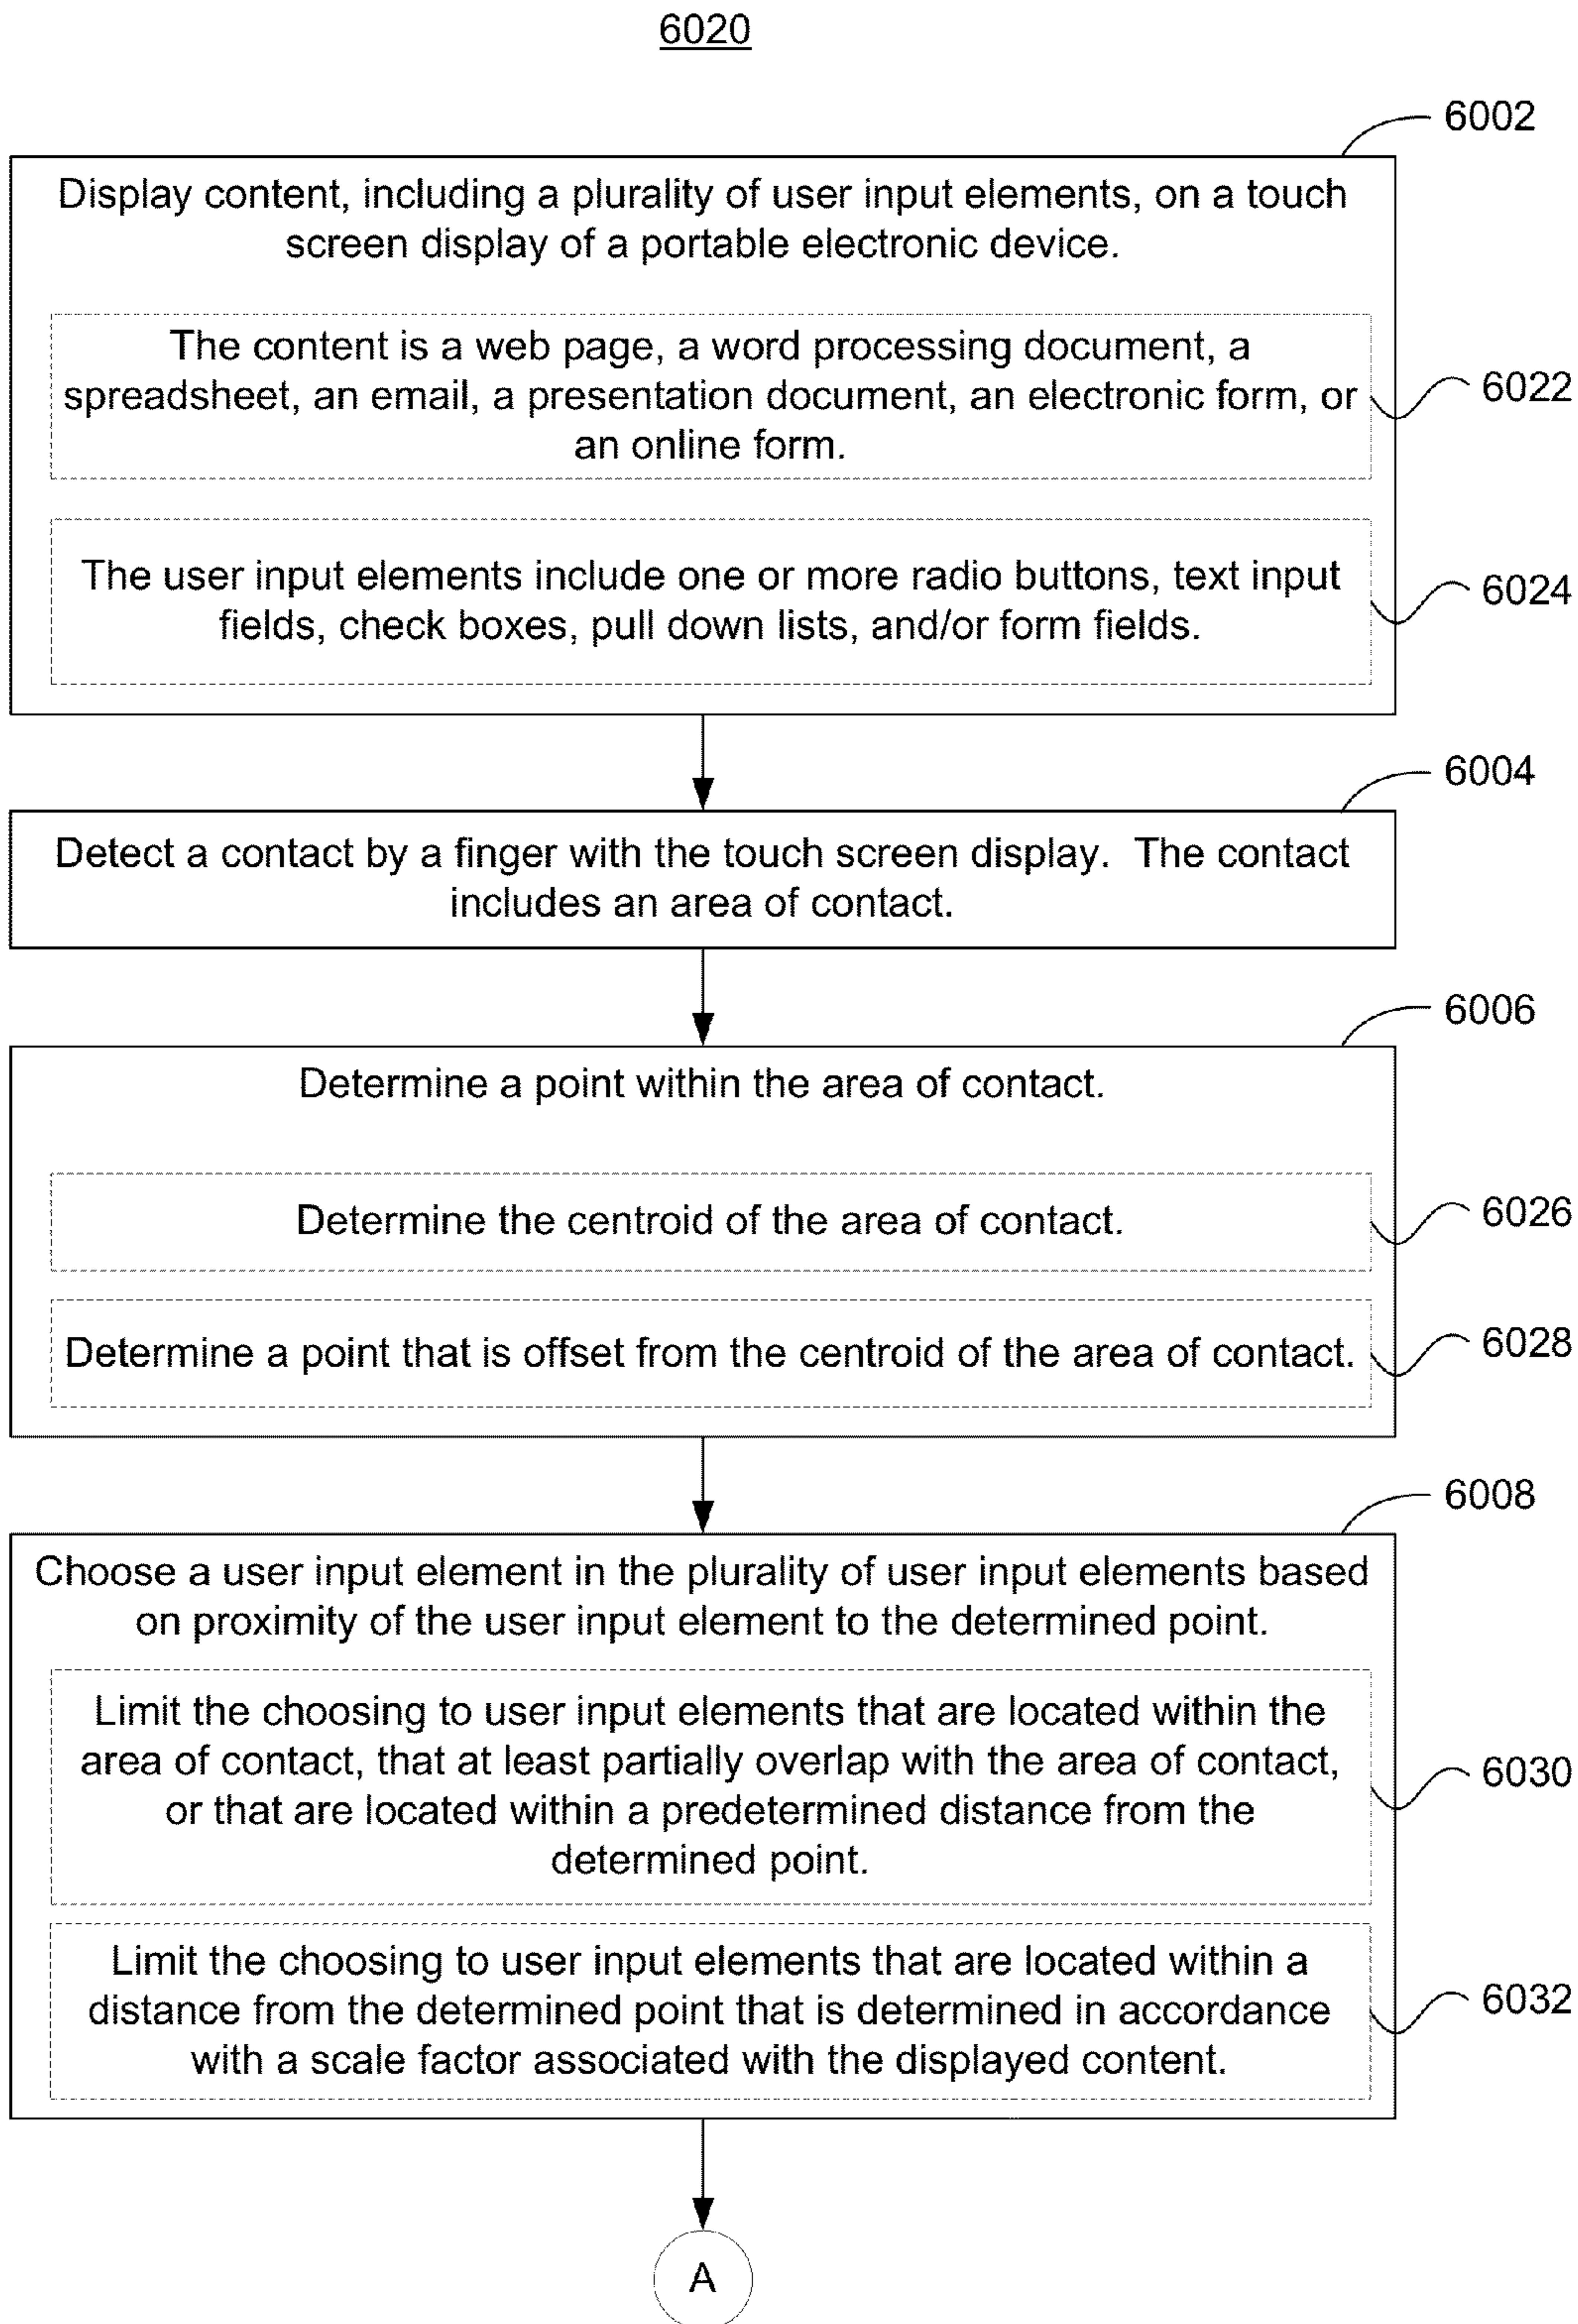 6020
6002
Display content, including a plurality of user input elements, on a touch
screen display of a portable electronic device.
The content is a web page, a word processing document, a
spreadsheet, an email, a presentation document, an electronic form, or
an online form.
6022
The user input elements include one or more radio buttons, text input
fields, check boxes, pull down lists, and/or form fields.
6024
6004
Detect a contact by a finger with the touch screen display.  The contact
includes an area of contact.
6006
Determine a point within the area of contact.
Determine the centroid of the area of contact.
6026
Determine a point that is offset from the centroid of the area of contact.
6028
6008
Choose a user input element in the plurality of user input elements based
on proximity of the user input element to the determined point.
Limit the choosing to user input elements that are located within the
area of contact, that at least partially overlap with the area of contact,
or that are located within a predetermined distance from the
determined point.
6030
Limit the choosing to user input elements that are located within a
distance from the determined point that is determined in accordance
with a scale factor associated with the displayed content.
6032
A